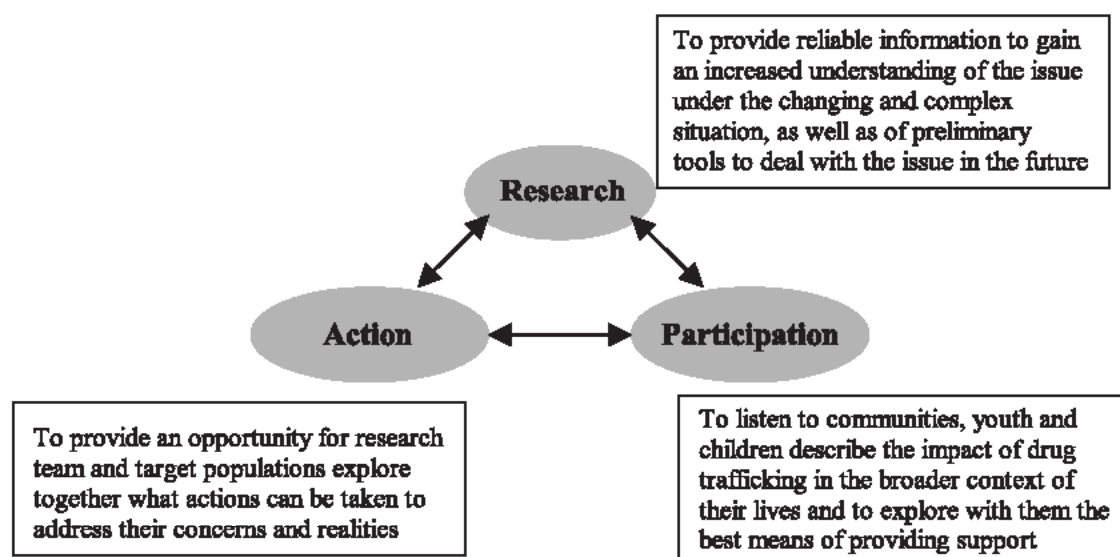 To provide reliable information to gain
an increased understanding of the issue
under the changing and complex
situation, as well as of preliminary
tools to deal with the issue in the future
Research
Action
Participation
To provide an opportunity for research
team and target populations explore
together what actions can be taken to
address their concerns and realities
To listen to communities, youth and
children describe the impact of drug
trafficking in the broader context of
their lives and to explore with them the
best means of providing support